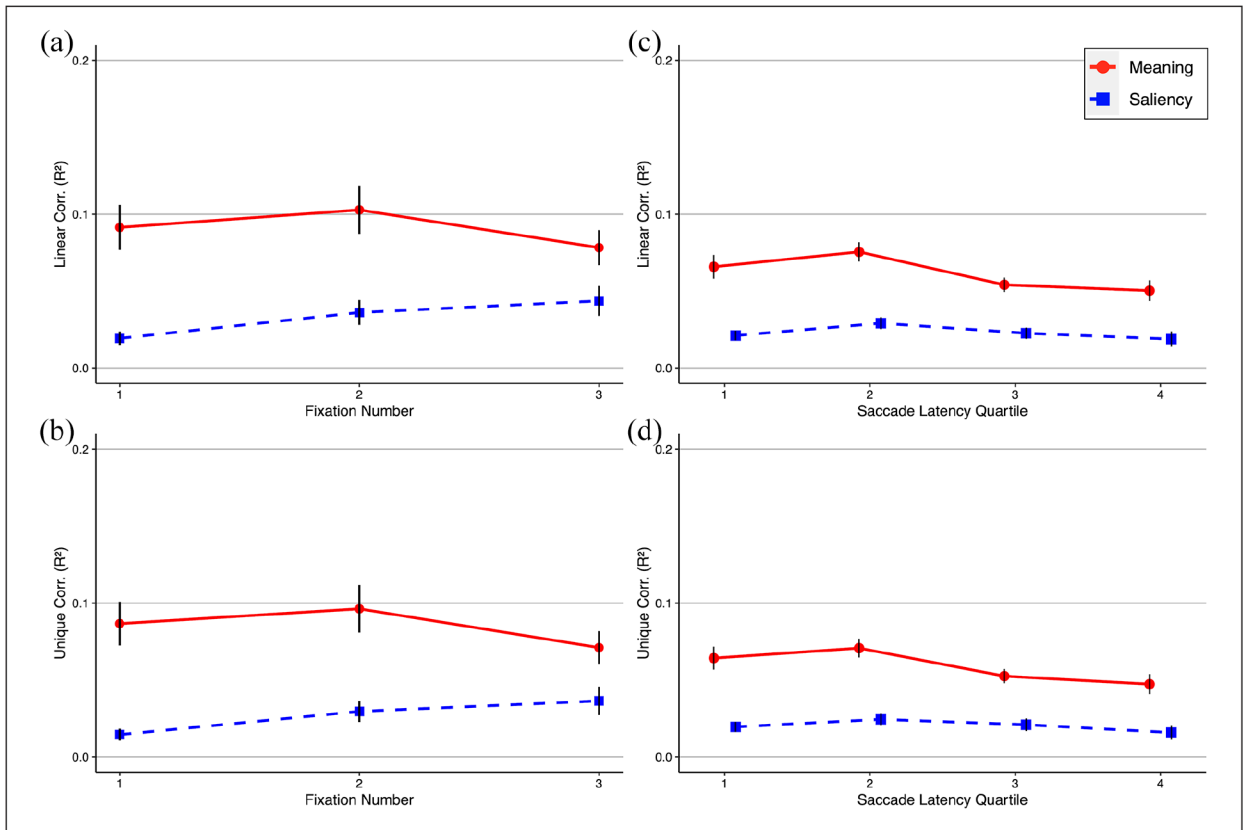 (a)
0.2
0.1
0.0
Linear Corr. (R²)
1 2 3
Fixation Number
(c)
0.2
0.1
0.0
Linear Corr. (R²)
1 2 3 4
Saccade Latency Quartile
Meaning
Saliency
(b)
0.2
0.1
0.0
Unique Corr. (R²)
1 2 3
Fixation Number
(d)
0.2
0.1
0.0
Unique Corr. (R²)
1 2 3 4
Saccade Latency Quartile